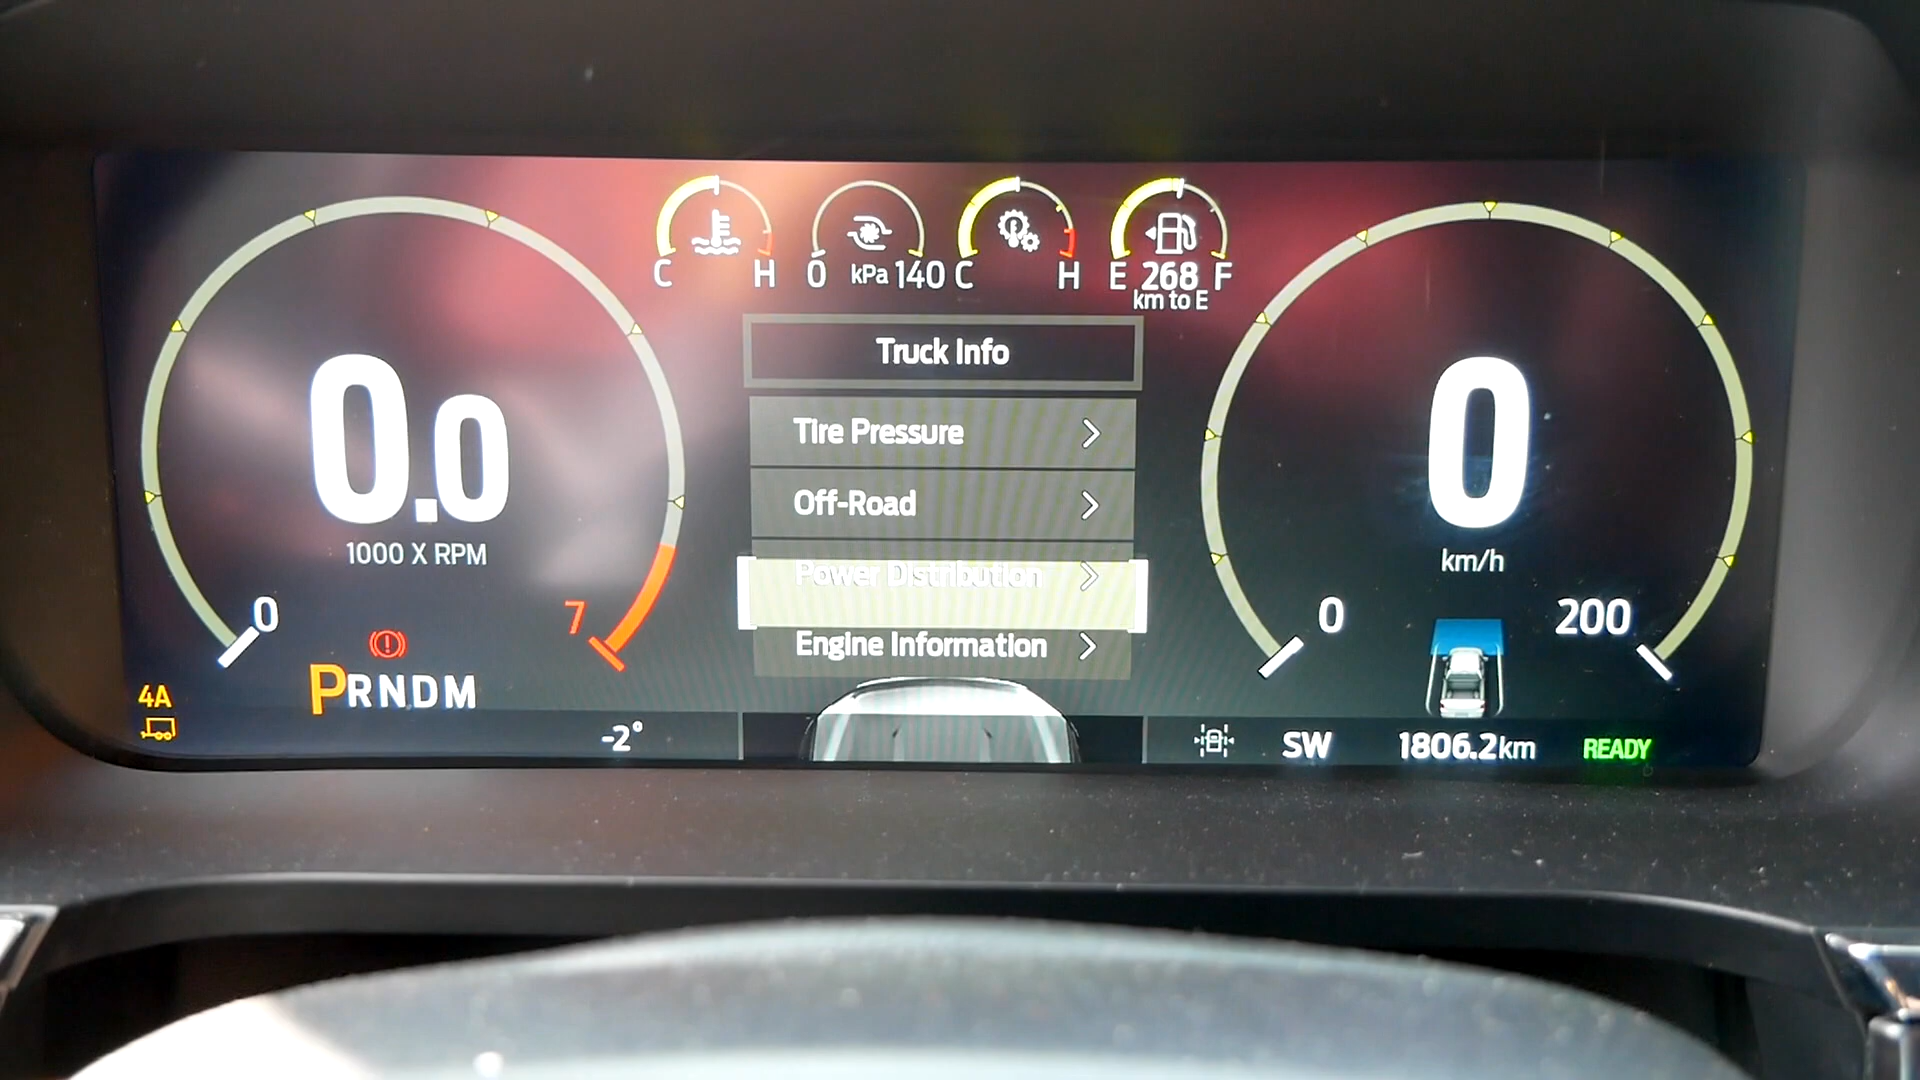 C H 0 kPa 140 C H E 268 F
km to E
Truck Info
Tire Pressure
Off-Road
Power Distribution
Engine Information
0.0
1000 X RPM
0 7
PRNDM
4A
-2°
0
km/h
0 200
SW 1806.2km READY